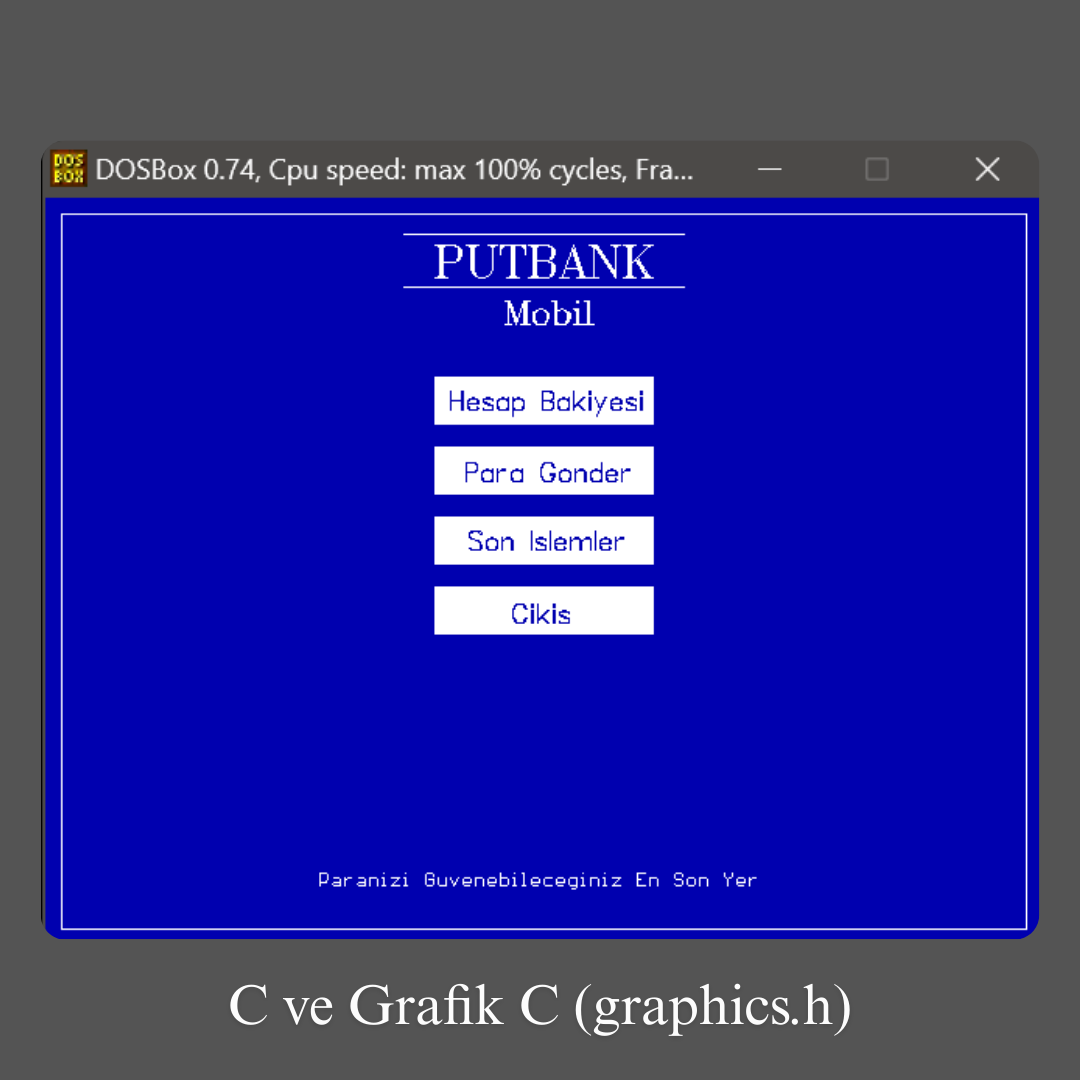 DOS
BOX
DOSBox 0.74, Cpu speed: max 100% cycles, Fra...
PUTBANK
Mobil
Hesap Bakiyesi
Para Gonder
Son Islemler
Cikis
Paranizi Guvenebileceginiz En Son Yer
C ve Grafik C (graphics.h)